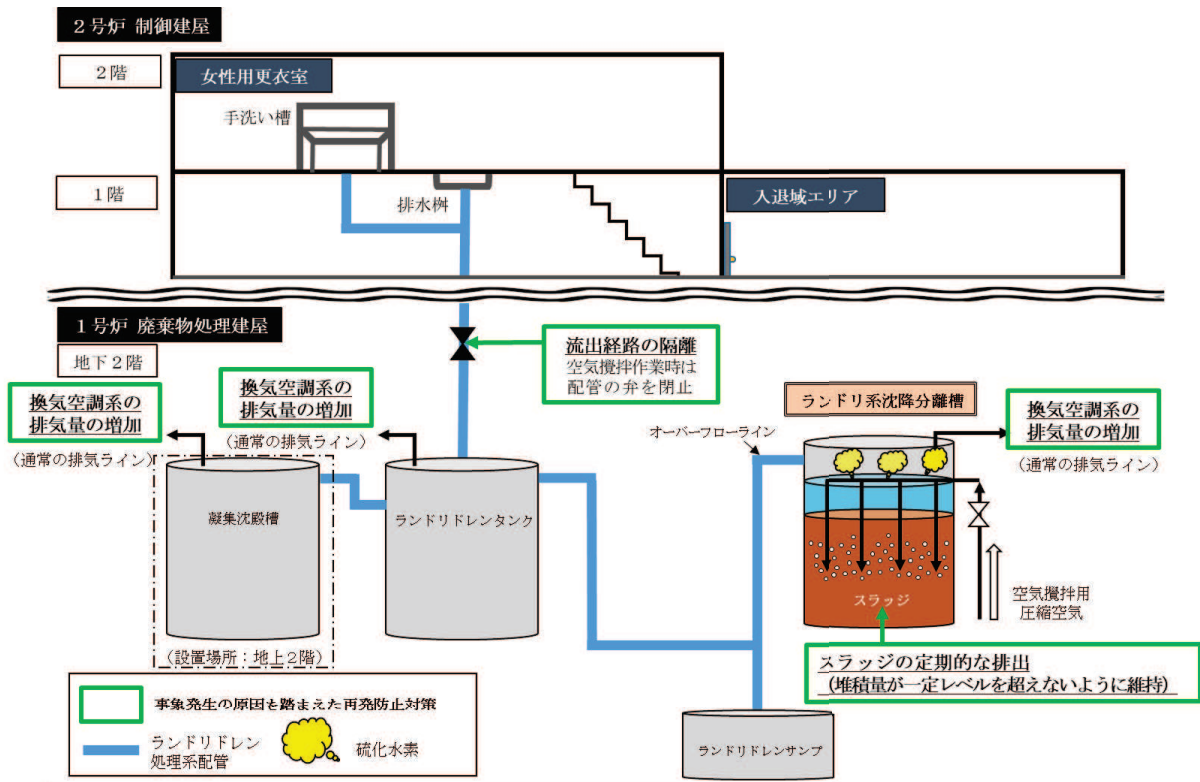 ２号炉 制御建屋
２階
女性用更衣室
手洗い槽
１階
排水桝
入退域エリア
１号炉 廃棄物処理建屋
地下２階
流出経路の隔離
空気攪拌作業時は
配管の弁を閉止
換気空調系の
排気量の増加
（通常の排気ライン）
換気空調系の
排気量の増加
（通常の排気ライン）
ランドリ系沈降分離槽
換気空調系の
排気量の増加
（通常の排気ライン）
オーバーフローライン
凝集沈殿槽
ランドリドレンタンク
スラッジ
空気攪拌用
圧縮空気
（設置場所：地上２階）
スラッジの定期的な排出
（堆積量が一定レベルを超えないように維持）
事象発生の原因を踏まえた再発防止対策
ランドリドレン
処理系配管
硫化水素
ランドリドレンサンプ